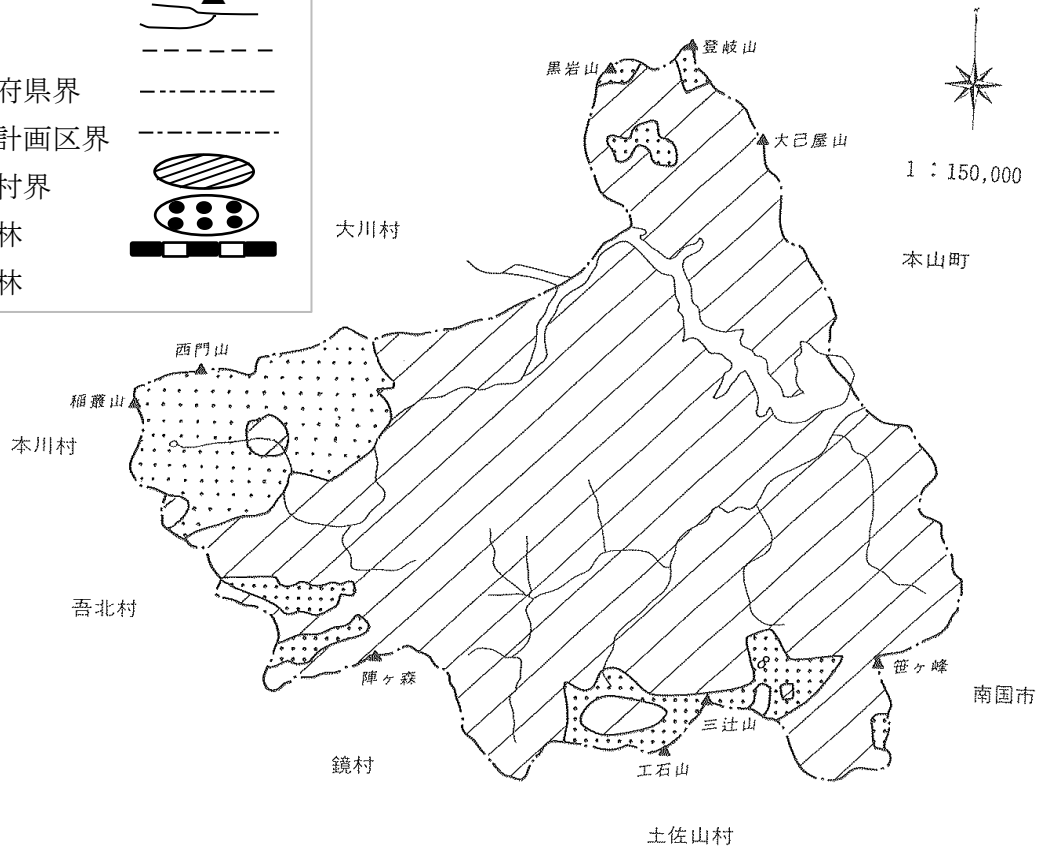 府県界
計画区界
村界
林
林
登岐山
黒岩山
大己屋山
1：150,000
大川村
本山町
西門山
稲叢山
本川村
吾北村
陣ヶ森
笹ヶ峰
南国市
三辻山
鏡村
工石山
土佐山村